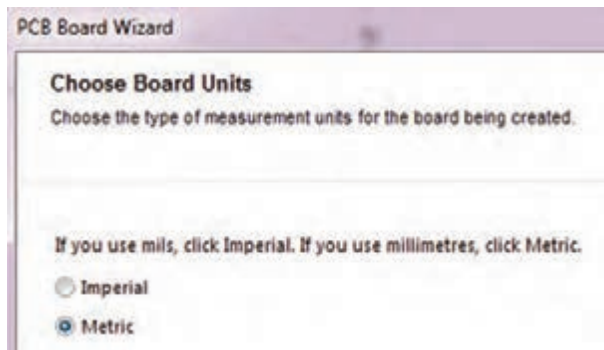 PCB Board Wizard
Choose Board Units
Choose the type of measurement units for the board being created.
If you use mils, click Imperial. If you use millimetres, click Metric.
Imperial
Metric